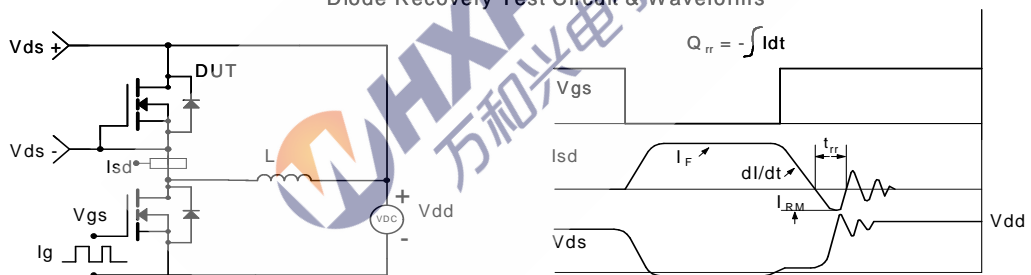 Diode Recovery Test Circuit & Waveforms
Vds +
DUT
Vds -
Isd
L
Vgs
Ig
+
VDC
-
Vdd
WHXF
万和兴电
Q rr = -∫Idt
Vgs
Isd
I F
dI/dt
t rr
I RM
Vds
Vdd